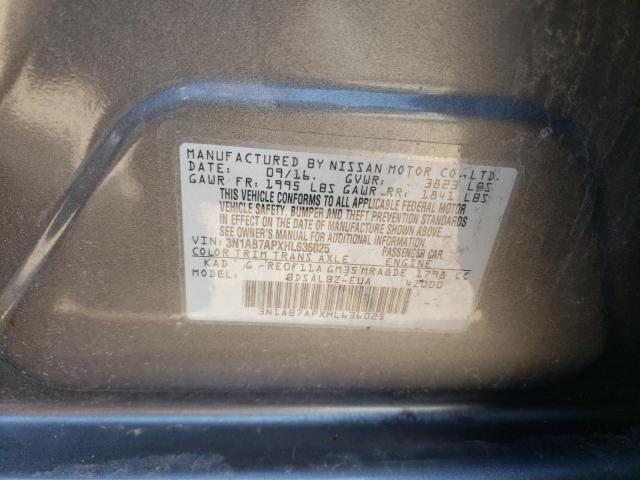 MANUFACTURED BY NISSAN MOTOR CO., LTD.
DATE: 09/16. GVWR: 3823 LBS
GAWR FR: 1995 LBS GAWR RR: 1841 LBS
THIS VEHICLE CONFORMS TO ALL APPLICABLE FEDERAL MOTOR
VEHICLE SAFETY, BUMPER AND THEFT PREVENTION STANDARDS
IN EFFECT ON THE DATE OF MANUFACTURE SHOWN ABOVE.
SEE OWNER'S MANUAL FOR ADDITIONAL INFORMATION.
VIN: 3N1AB7APXHL636025 PASSENGER CAR
COLOR TRIM TRANS AXLE ENGINE
KAD G -RE0F11A GM35 MRA8DE 1798 CC
BDSALBZ-EUA 42000
3N1AB7APXHL636025